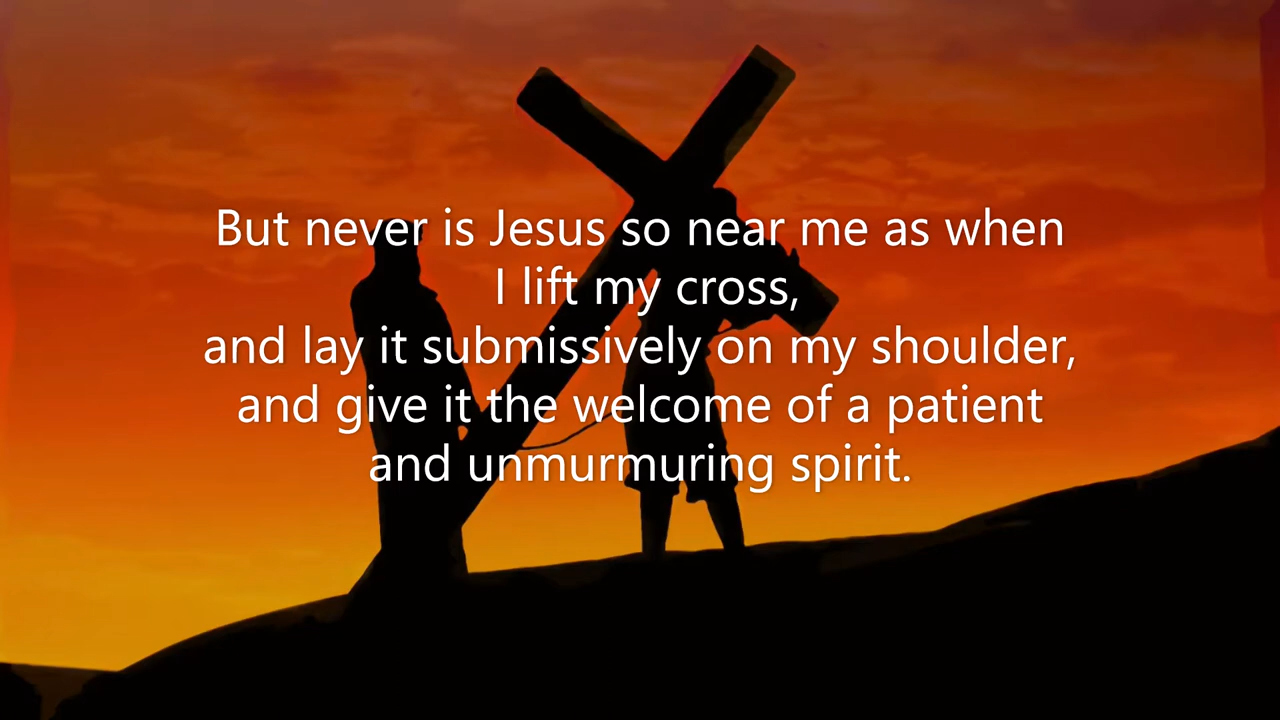 But never is Jesus so near me as when
I lift my cross,
and lay it submissively on my shoulder,
and give it the welcome of a patient
and unmurmuring spirit.